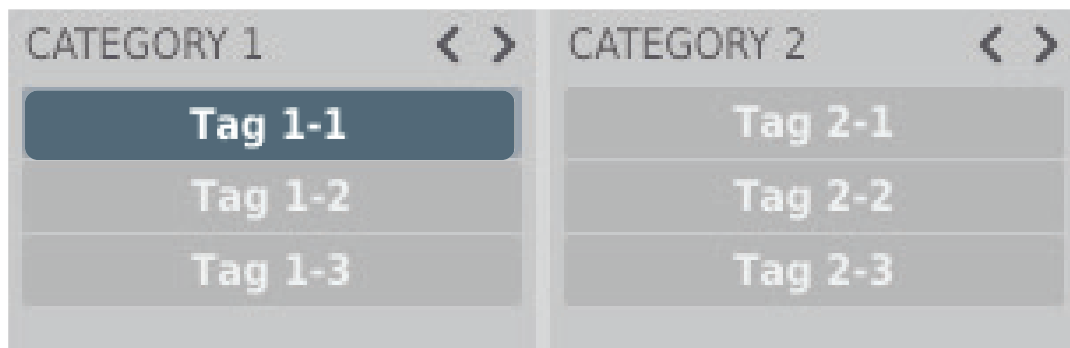 CATEGORY 1
Tag 1-1
Tag 1-2
Tag 1-3
CATEGORY 2
Tag 2-1
Tag 2-2
Tag 2-3